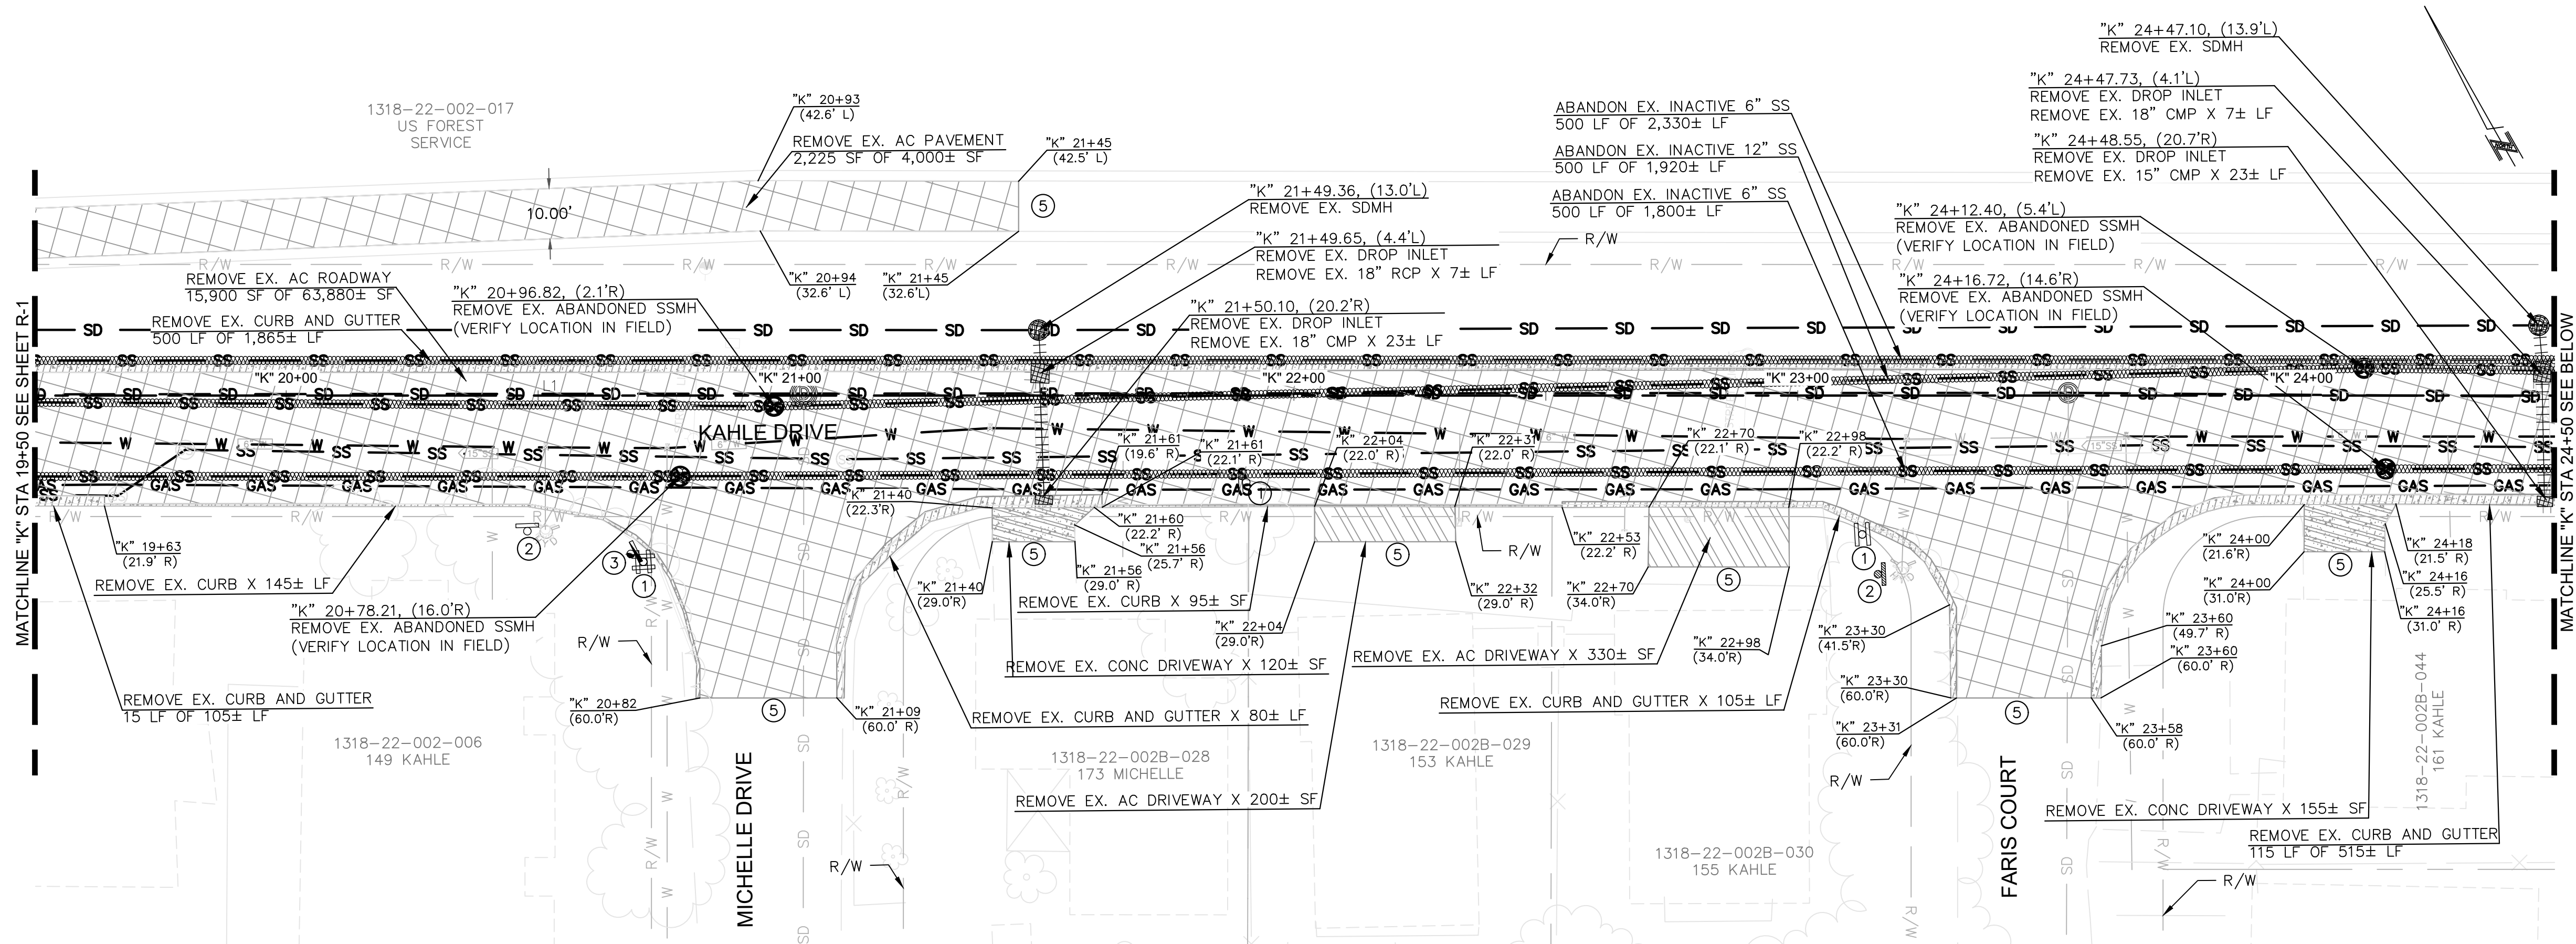 1318-22-002-017
US FOREST
SERVICE
"K" 20+93
(42.6' L)
REMOVE EX. AC PAVEMENT
2,225 SF OF 4,000± SF
"K" 21+45
(42.5' L)
10.00'
5
"K" 20+94
(32.6' L)
"K" 21+45
(32.6'L)
"K" 21+49.36, (13.0'L)
REMOVE EX. SDMH
"K" 21+49.65, (4.4'L)
REMOVE EX. DROP INLET
REMOVE EX. 18" RCP X 7± LF
"K" 21+50.10, (20.2'R)
REMOVE EX. DROP INLET
REMOVE EX. 18" CMP X 23± LF
ABANDON EX. INACTIVE 6" SS
500 LF OF 2,330± LF
ABANDON EX. INACTIVE 12" SS
500 LF OF 1,920± LF
ABANDON EX. INACTIVE 6" SS
500 LF OF 1,800± LF
R/W
"K" 24+47.10, (13.9'L)
REMOVE EX. SDMH
"K" 24+47.73, (4.1'L)
REMOVE EX. DROP INLET
REMOVE EX. 18" CMP X 7± LF
"K" 24+48.55, (20.7'R)
REMOVE EX. DROP INLET
REMOVE EX. 15" CMP X 23± LF
"K" 24+12.40, (5.4'L)
REMOVE EX. ABANDONED SSMH
(VERIFY LOCATION IN FIELD)
"K" 24+16.72, (14.6'R)
REMOVE EX. ABANDONED SSMH
(VERIFY LOCATION IN FIELD)
N
R/W R/W R/W R/W R/W R/W R/W R/W
REMOVE EX. AC ROADWAY
15,900 SF OF 63,880± SF
REMOVE EX. CURB AND GUTTER
500 LF OF 1,865± LF
"K" 20+96.82, (2.1'R)
REMOVE EX. ABANDONED SSMH
(VERIFY LOCATION IN FIELD)
MATCHLINE "K" STA 19+50 SEE SHEET R-1
MATCHLINE "K" STA 24+50 SEE BELOW
"K" 20+00
L1
"K" 21+00
"K" 22+00
"K" 23+00
"K" 24+00
SD
SS
W
GAS
KAHLE DRIVE
"K" 21+61
(19.6' R)
"K" 21+61
(22.1' R)
"K" 22+04
(22.0' R)
"K" 22+31
(22.0' R)
"K" 22+70
(22.1' R)
"K" 22+98
(22.2' R)
"K" 21+40
(22.3'R)
1
"K" 19+63
(21.9' R)
REMOVE EX. CURB X 145± LF
2
3
1
"K" 20+78.21, (16.0'R)
REMOVE EX. ABANDONED SSMH
(VERIFY LOCATION IN FIELD)
R/W
REMOVE EX. CURB AND GUTTER
15 LF OF 105± LF
"K" 20+82
(60.0'R)
5
"K" 21+09
(60.0' R)
"K" 21+40
(29.0'R)
5
"K" 21+60
(22.2' R)
"K" 21+56
(25.7' R)
"K" 21+56
(29.0' R)
REMOVE EX. CURB X 95± SF
"K" 22+04
(29.0'R)
5
R/W
"K" 22+32
(29.0' R)
"K" 22+53
(22.2' R)
"K" 22+70
(34.0'R)
5
"K" 22+98
(34.0'R)
REMOVE EX. CONC DRIVEWAY X 120± SF
REMOVE EX. AC DRIVEWAY X 330± SF
REMOVE EX. CURB AND GUTTER X 80± LF
REMOVE EX. CURB AND GUTTER X 105± LF
REMOVE EX. AC DRIVEWAY X 200± SF
1
2
"K" 23+30
(41.5'R)
"K" 23+30
(60.0'R)
"K" 23+31
(60.0'R)
5
"K" 23+60
(49.7' R)
"K" 23+60
(60.0' R)
"K" 23+58
(60.0' R)
"K" 24+00
(21.6'R)
"K" 24+00
(31.0'R)
5
"K" 24+18
(21.5' R)
"K" 24+16
(25.5' R)
"K" 24+16
(31.0' R)
1318-22-002-006
149 KAHLE
MICHELLE DRIVE
R/W
1318-22-002B-028
173 MICHELLE
1318-22-002B-029
153 KAHLE
1318-22-002B-030
155 KAHLE
R/W
FARIS COURT
1318-22-002B-044
161 KAHLE
REMOVE EX. CONC DRIVEWAY X 155± SF
REMOVE EX. CURB AND GUTTER
115 LF OF 515± LF
R/W